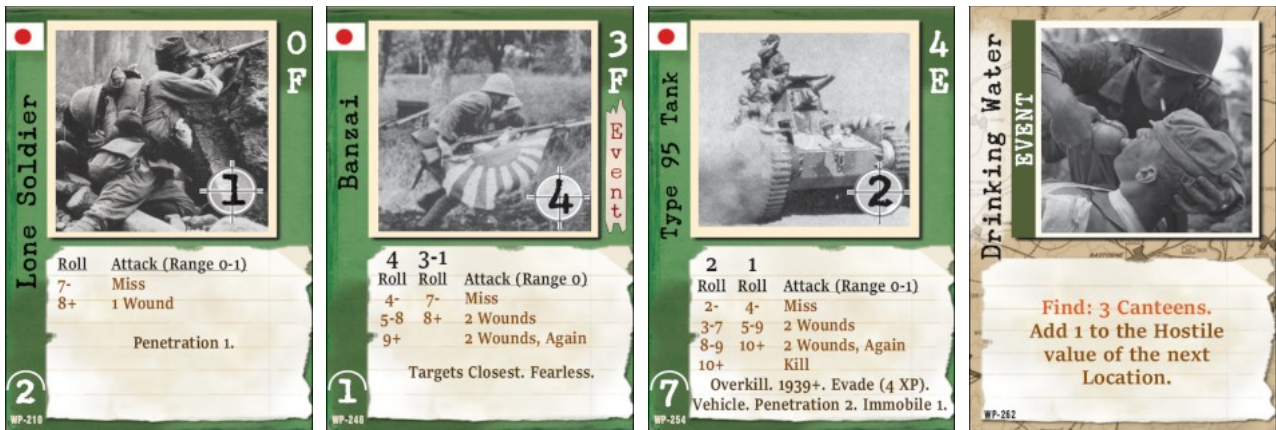 Lone Soldier
0
F
1
Roll Attack (Range 0-1)
7- Miss
8+ 1 Wound
Penetration 1.
2
WP-210
Banzai
3
F
Event
4
4 3-1
Roll Roll Attack (Range 0)
4- 7- Miss
5-8 8+ 2 Wounds
9+ 2 Wounds, Again
Targets Closest. Fearless.
1
WP-240
Type 95 Tank
4
E
2
2 1
Roll Roll Attack (Range 0-1)
2- 4- Miss
3-7 5-9 2 Wounds
8-9 10+ 2 Wounds, Again
10+ Kill
Overkill. 1939+. Evade (4 XP).
Vehicle. Penetration 2. Immobile 1.
7
WP-254
Drinking Water
EVENT
Find: 3 Canteens.
Add 1 to the Hostile
value of the next
Location.
WP-262